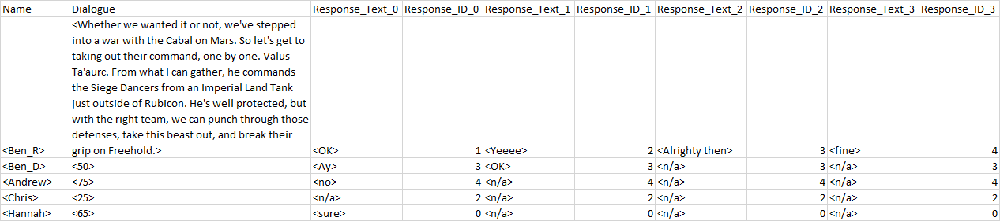 Name Dialogue Response_Text_0 Response_ID_0 Response_Text_1 Response_ID_1 Response_Text_2 Response_ID_2 Response_Text_3 Response_ID_3
<Whether we wanted it or not, we've stepped
into a war with the Cabal on Mars. So let's get to
taking out their command, one by one. Valus
Ta'aurc. From what I can gather, he commands
the Siege Dancers from an Imperial Land Tank
just outside of Rubicon. He's well protected, but
with the right team, we can punch through those
defenses, take this beast out, and break their
<Ben_R> grip on Freehold.> <OK> 1 <Yeeee> 2 <Alrighty then> 3 <fine> 4
<Ben_D> <50> <Ay> 3 <OK> 3 <n/a> 3 <n/a> 3
<Andrew> <75> <no> 4 <n/a> 4 <n/a> 4 <n/a> 4
<Chris> <25> <n/a> 2 <n/a> 2 <n/a> 2 <n/a> 2
<Hannah> <65> <sure> 0 <n/a> 0 <n/a> 0 <n/a> 0